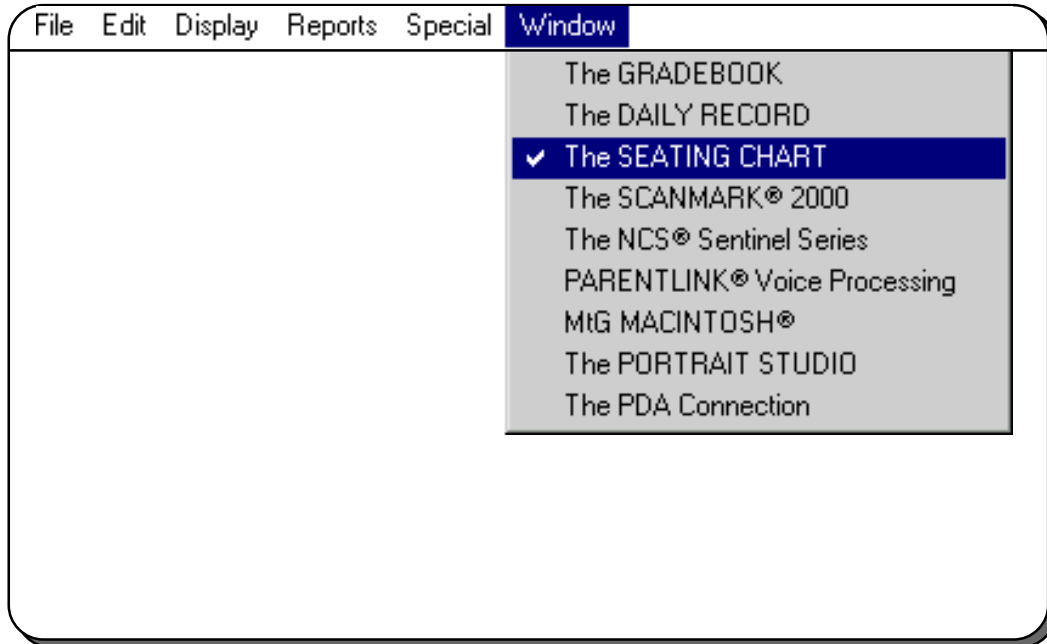 File Edit Display Reports Special Window
The GRADEBOOK
The DAILY RECORD
✓ The SEATING CHART
The SCANMARK® 2000
The NCS® Sentinel Series
PARENTLINK® Voice Processing
MtG MACINTOSH®
The PORTRAIT STUDIO
The PDA Connection